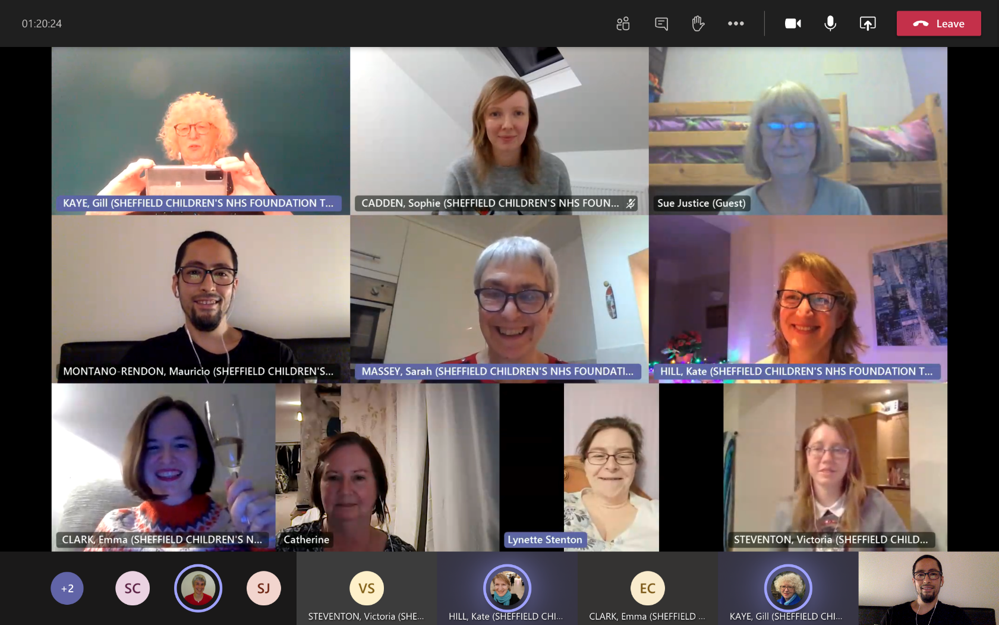 01:20:24
Leave
KAYE, Gill (SHEFFIELD CHILDREN'S NHS FOUNDATION T...
CADDEN, Sophie (SHEFFIELD CHILDREN'S NHS FOUN...
Sue Justice (Guest)
MONTANO-RENDON, Mauricio (SHEFFIELD CHILDREN'S...
MASSEY, Sarah (SHEFFIELD CHILDREN'S NHS FOUNDATI...
HILL, Kate (SHEFFIELD CHILDREN'S NHS FOUNDATION T...
CLARK, Emma (SHEFFIELD CHILDREN'S N...
Catherine
Lynette Stenton
STEVENTON, Victoria (SHEFFIELD CHILD...
+2
SC
SJ
VS
EC
STEVENTON, Victoria (SHE...
HILL, Kate (SHEFFIELD CHI...
CLARK, Emma (SHEFFIELD ...
KAYE, Gill (SHEFFIELD CHI...